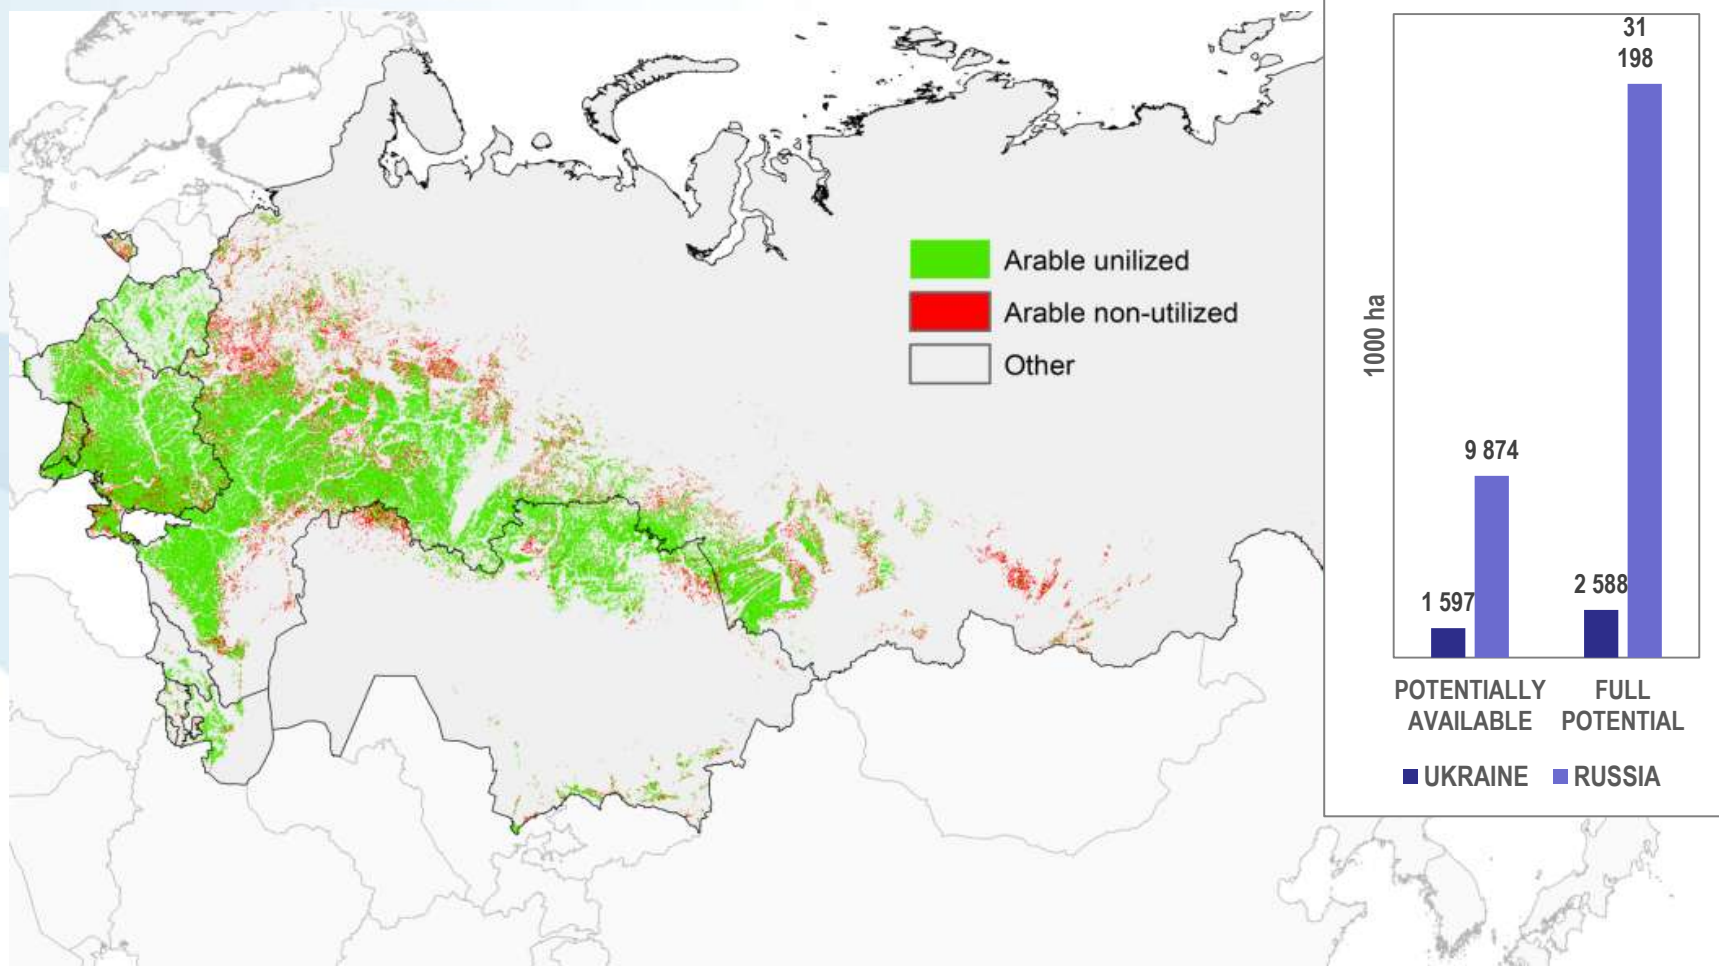 Arable unilized
Arable non-utilized
Other
1000 ha
31
198
9 874
1 597
2 588
POTENTIALLY
AVAILABLE
FULL
POTENTIAL
UKRAINE
RUSSIA